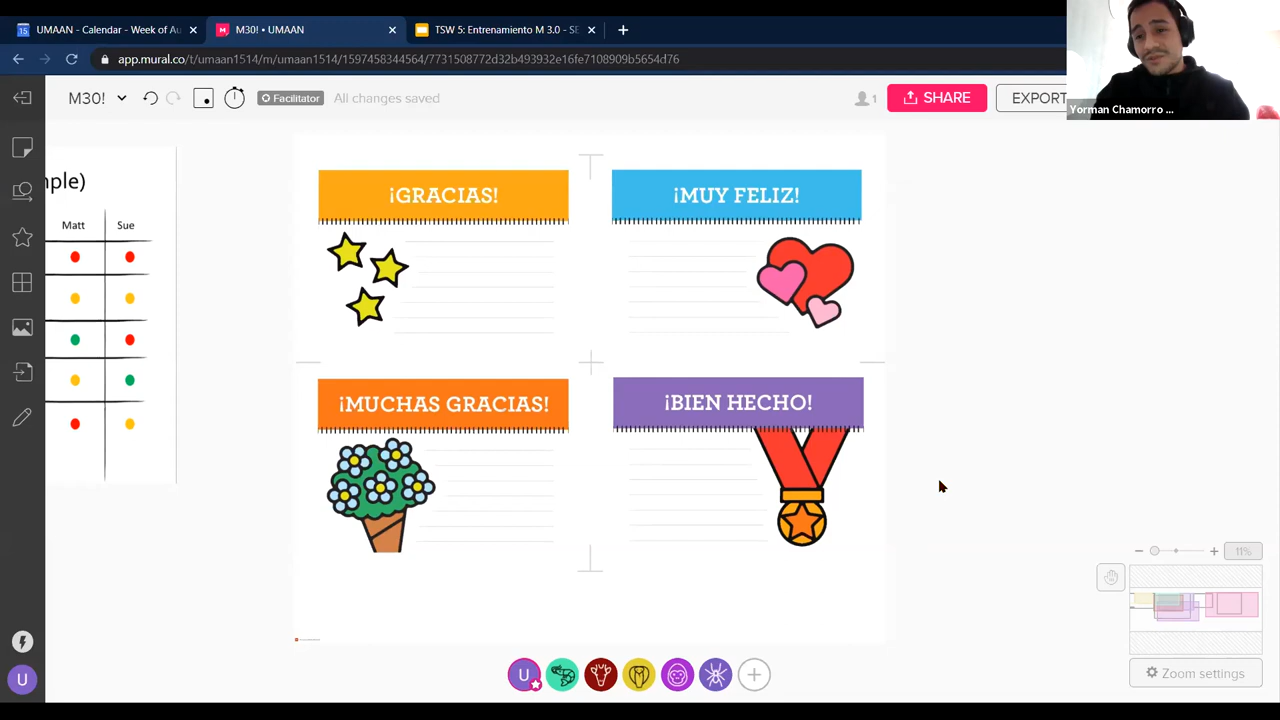 UMAAN - Calendar - Week of Au
M30! • UMAAN
TSW 5: Entrenamiento M 3.0 - SE
app.mural.co/t/umaan1514/m/umaan1514/1597458344564/7731508772d32b493932e16fe7108909b5654d76
M30!
Facilitator
All changes saved
1
SHARE
EXPORT
Yorman Chamorro ...
mple)
Matt
Sue
¡GRACIAS!
¡MUY FELIZ!
¡MUCHAS GRACIAS!
¡BIEN HECHO!
11%
Zoom settings
U
U